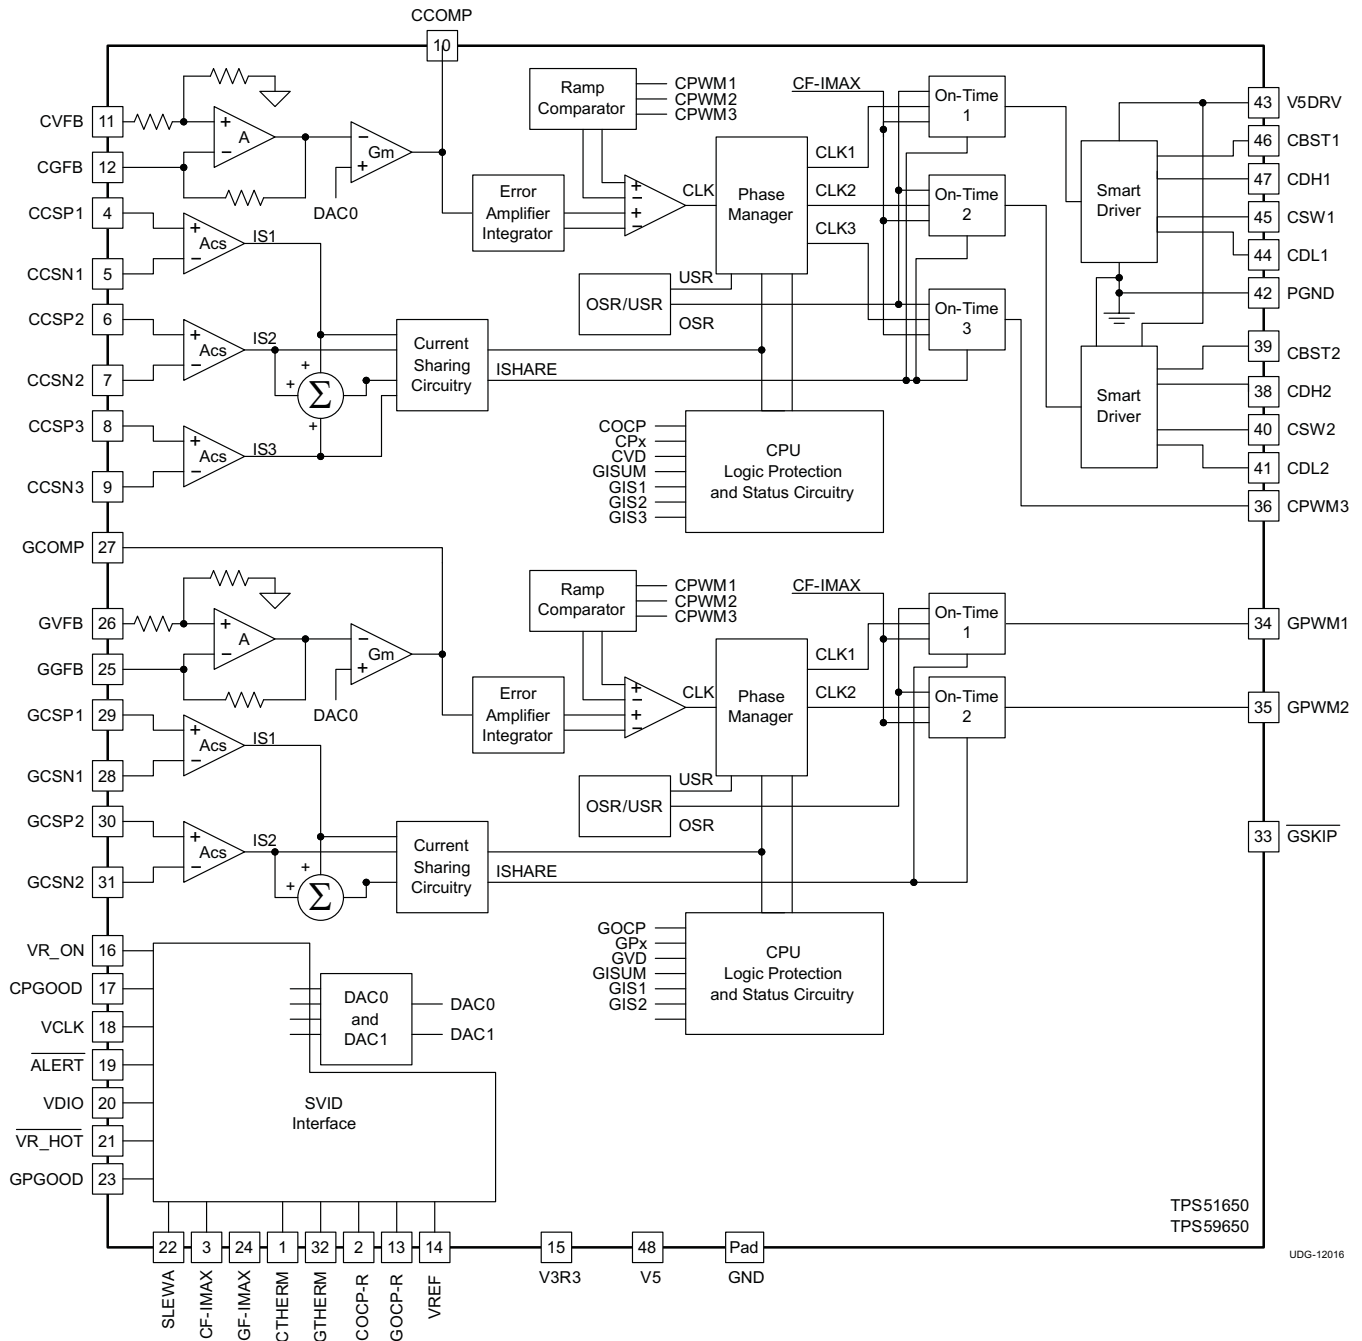 CCOMP
10
CVFB 11
CGFB 12
CCSP1 4
CCSN1 5
CCSP2 6
CCSN2 7
CCSP3 8
CCSN3 9
+
−
A
−
+
Gm
DAC0
+
−
Acs
IS1
+
−
Acs
IS2
+
−
Acs
IS3
+
+
+
Σ
Current
Sharing
Circuitry
ISHARE
Ramp
Comparator
CPWM1
CPWM2
CPWM3
Error
Amplifier
Integrator
+
−
+
−
CLK
Phase
Manager
CLK1
CLK2
CLK3
OSR/USR
USR
OSR
CF-IMAX
On-Time
1
On-Time
2
On-Time
3
COCP
CPx
CVD
GISUM
GIS1
GIS2
GIS3
CPU
Logic Protection
and Status Circuitry
Smart
Driver
Smart
Driver
43 V5DRV
46 CBST1
47 CDH1
45 CSW1
44 CDL1
42 PGND
39 CBST2
38 CDH2
40 CSW2
41 CDL2
36 CPWM3
GCOMP 27
GVFB 26
GGFB 25
GCSP1 29
GCSN1 28
GCSP2 30
GCSN2 31
+
−
A
−
+
Gm
DAC0
+
−
Acs
IS1
+
−
Acs
IS2
+
+
Σ
Current
Sharing
Circuitry
ISHARE
Ramp
Comparator
CPWM1
CPWM2
CPWM3
Error
Amplifier
Integrator
+
−
+
−
CLK
Phase
Manager
CLK1
CLK2
OSR/USR
USR
OSR
CF-IMAX
On-Time
1
On-Time
2
34 GPWM1
35 GPWM2
33 GSKIP
GOCP
GPx
GVD
GISUM
GIS1
GIS2
CPU
Logic Protection
and Status Circuitry
VR_ON 16
CPGOOD 17
VCLK 18
ALERT 19
VDIO 20
VR_HOT 21
GPGOOD 23
DAC0
and
DAC1
DAC0
DAC1
SVID
Interface
TPS51650
TPS59650
22 SLEWA
3 CF-IMAX
24 GF-IMAX
1 CTHERM
32 GTHERM
2 COCP-R
13 GOCP-R
14 VREF
15 V3R3
48 V5
Pad GND
UDG-12016